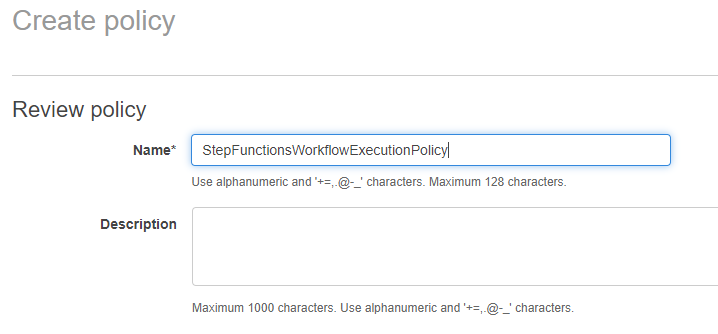 Create policy
Review policy
Name* StepFunctionsWorkflowExecutionPolicy
Use alphanumeric and '+=,.@-_' characters. Maximum 128 characters.
Description
Maximum 1000 characters. Use alphanumeric and '+=,.@-_' characters.